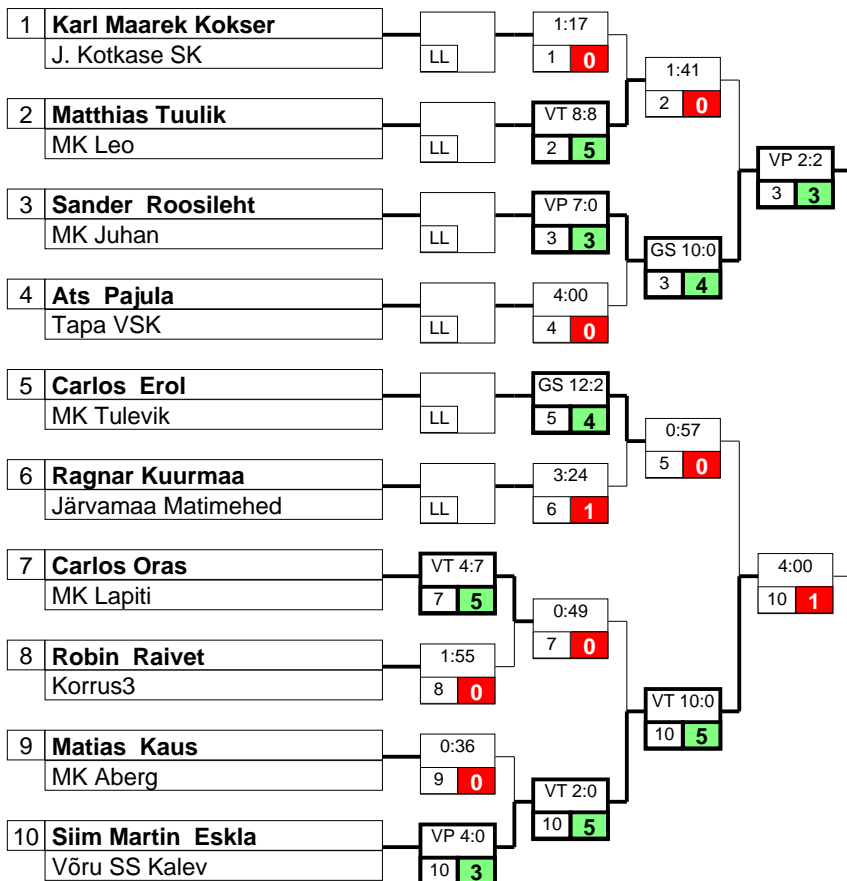 1 Karl Maarek Kokser
J. Kotkase SK
LL
1:17
1 0
1:41
2 0
2 Matthias Tuulik
MK Leo
LL
VT 8:8
2 5
VP 2:2
3 3
3 Sander Roosileht
MK Juhan
LL
VP 7:0
3 3
GS 10:0
3 4
4 Ats Pajula
Tapa VSK
LL
4:00
4 0
5 Carlos Erol
MK Tulevik
LL
GS 12:2
5 4
0:57
5 0
6 Ragnar Kuurmaa
Järvamaa Matimehed
LL
3:24
6 1
7 Carlos Oras
MK Lapiti
VT 4:7
7 5
0:49
7 0
4:00
10 1
8 Robin Raivet
Korrus3
1:55
8 0
VT 10:0
10 5
9 Matias Kaus
MK Aberg
0:36
9 0
VT 2:0
10 5
10 Siim Martin Eskla
Võru SS Kalev
VP 4:0
10 3